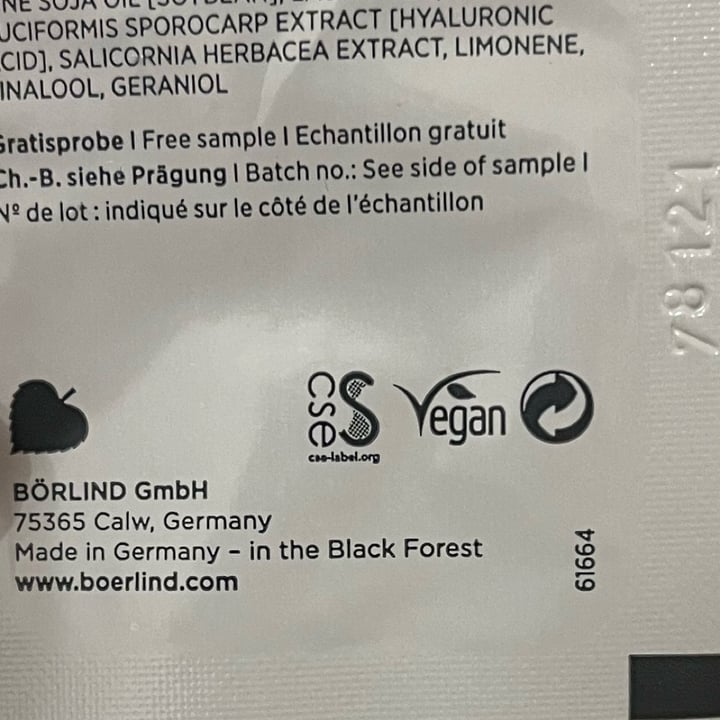 SOJA OIL
UCIFORMIS SPOROCARP EXTRACT [HYALURONIC
CID], SALICORNIA HERBACEA EXTRACT, LIMONENE,
INALOOL, GERANIOL
Gratisprobe I Free sample I Echantillon gratuit
Ch.-B. siehe Prägung I Batch no.: See side of sample I
Nº de lot : indiqué sur le côté de l'échantillon
78 121
cse
Vegan
cse-label.org
BÖRLIND GmbH
75365 Calw, Germany
Made in Germany – in the Black Forest
www.boerlind.com
61664